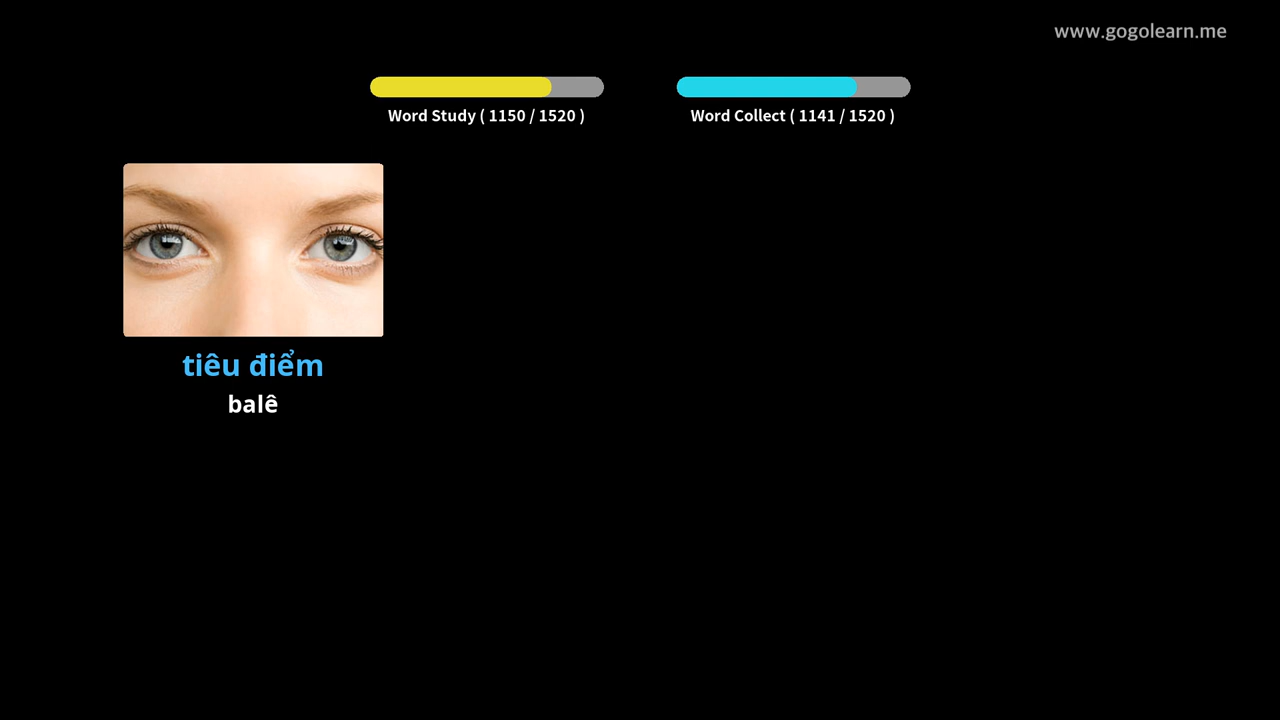 www.gogolearn.me
Word Study ( 1150 / 1520 )
Word Collect ( 1141 / 1520 )
tiêu điểm
balê